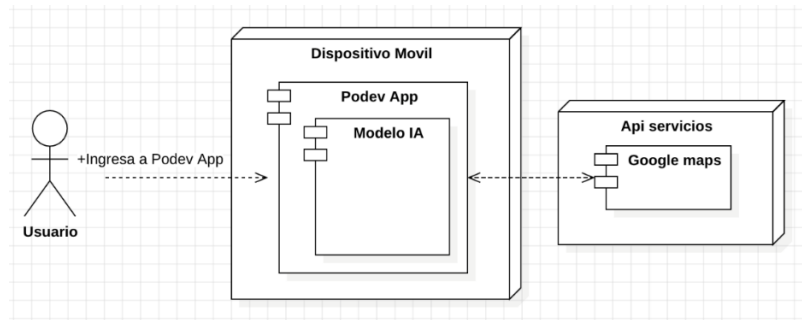 Dispositivo Movil
Podev App
Modelo IA
Api servicios
Google maps
+Ingresa a Podev App
Usuario